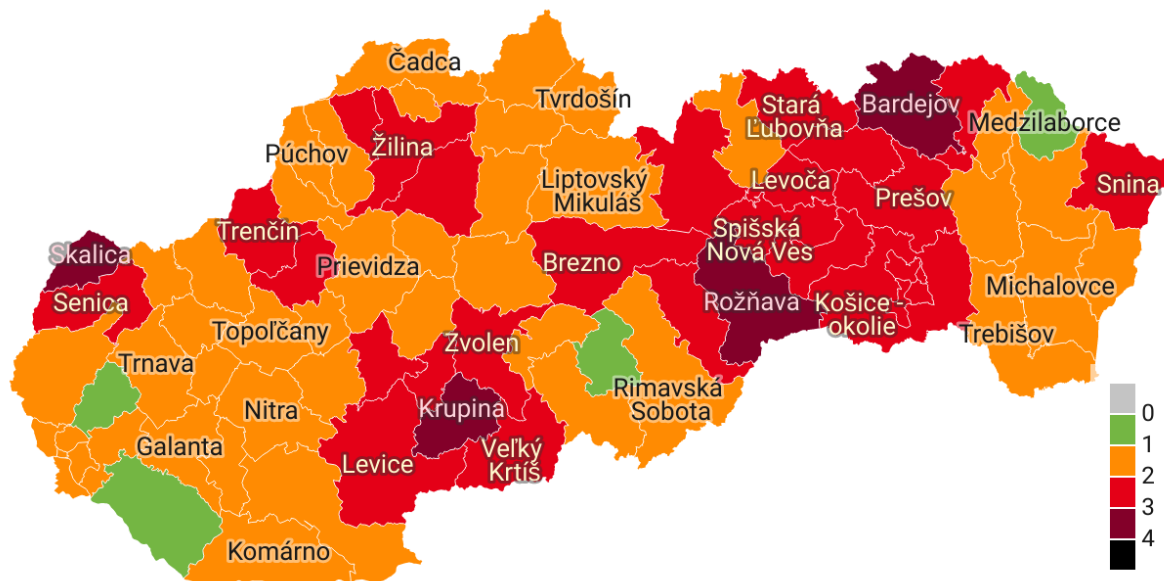 Čadca
Tvrdošín
Stará
Ľubovňa
Bardejov
Medzilaborce
Púchov
Žilina
Liptovský
Mikuláš
Levoča
Prešov
Snina
Trenčín
Skalica
Prievidza
Brezno
Spišská
Nová Ves
Senica
Rožňava
Košice -
okolie
Michalovce
Topoľčany
Zvolen
Trebišov
Trnava
Nitra
Krupina
Rimavská
Sobota
Galanta
Levice
Veľký
Krtíš
Komárno
0
1
2
3
4